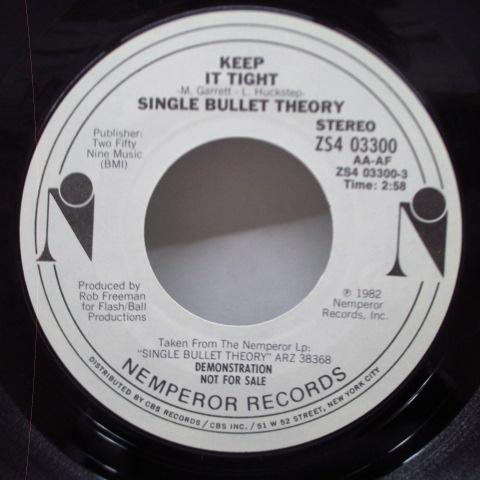 KEEP
IT TIGHT
-M. Garrett - L. Huckstep-
SINGLE BULLET THEORY
Publisher:
Two Fifty
Nine Music
(BMI)
STEREO
ZS4 03300
AA-AF
ZS4 03300-3
Time: 2:58
Produced by
Rob Freeman
for Flash/Ball
Productions
℗ 1982
Nemperor
Records, Inc.
Taken From The Nemperor Lp:
"SINGLE BULLET THEORY" ARZ 38368
DEMONSTRATION
NOT FOR SALE
NEMPEROR RECORDS
DISTRIBUTED BY CBS RECORDS / CBS INC. / 51 W 52 STREET, NEW YORK CITY